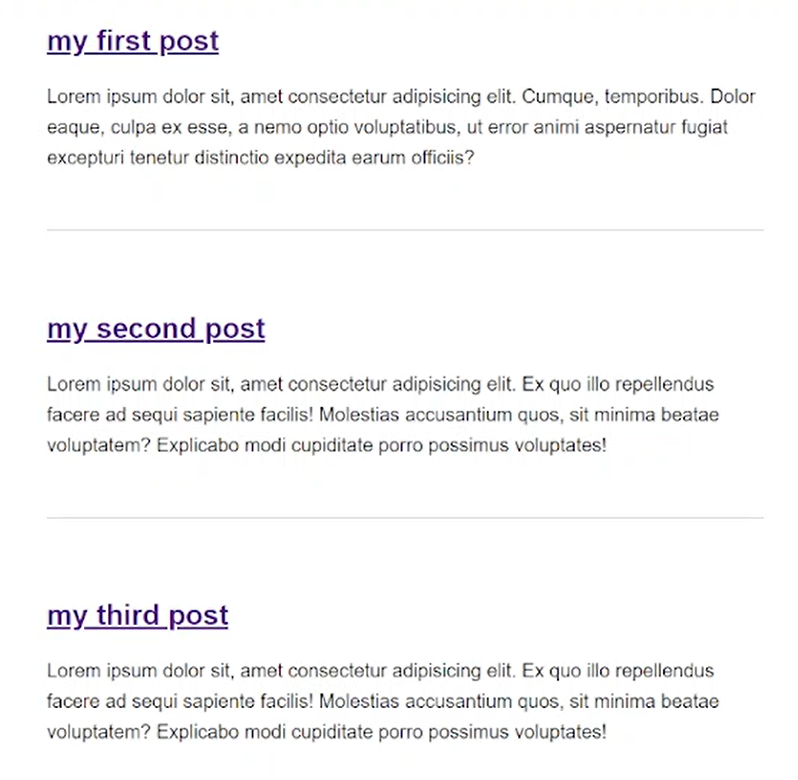 my first post
Lorem ipsum dolor sit, amet consectetur adipisicing elit. Cumque, temporibus. Dolor
eaque, culpa ex esse, a nemo optio voluptatibus, ut error animi aspernatur fugiat
excepturi tenetur distinctio expedita earum officiis?
my second post
Lorem ipsum dolor sit, amet consectetur adipisicing elit. Ex quo illo repellendus
facere ad sequi sapiente facilis! Molestias accusantium quos, sit minima beatae
voluptatem? Explicabo modi cupiditate porro possimus voluptates!
my third post
Lorem ipsum dolor sit, amet consectetur adipisicing elit. Ex quo illo repellendus
facere ad sequi sapiente facilis! Molestias accusantium quos, sit minima beatae
voluptatem? Explicabo modi cupiditate porro possimus voluptates!